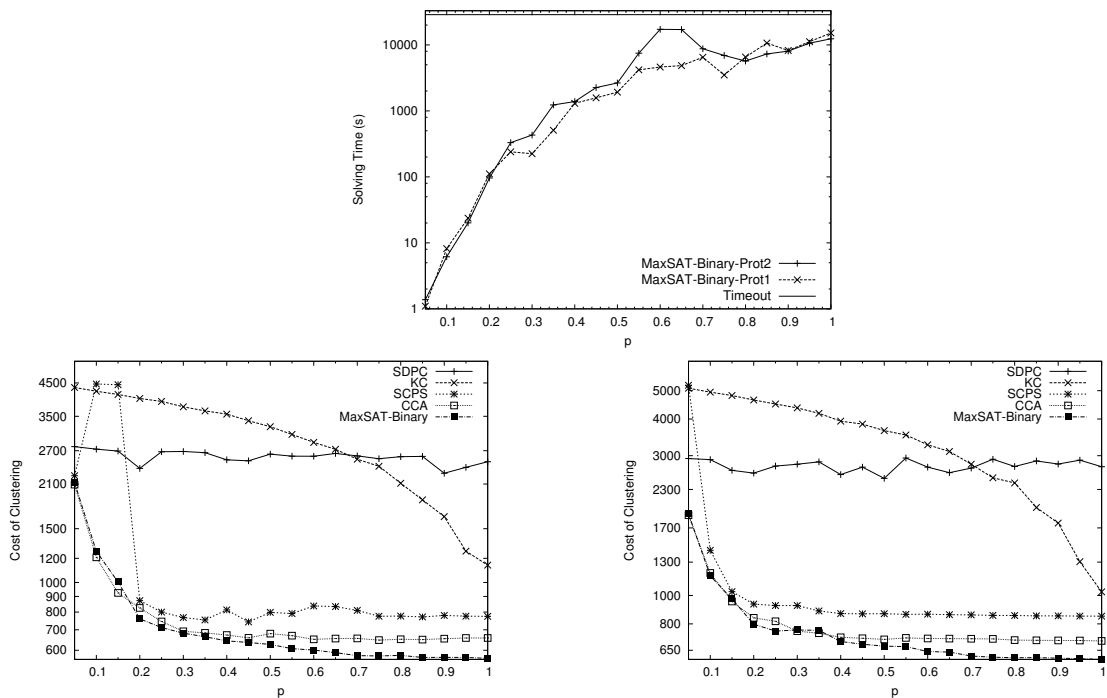 10000
1000
100
10
1
Solving Time (s)
MaxSAT-Binary-Prot2
MaxSAT-Binary-Prot1
Timeout
0.1 0.2 0.3 0.4 0.5 0.6 0.7 0.8 0.9 1
p
4500
3500
2700
2100
1500
1200
1000
900
800
700
600
Cost of Clustering
SDPC
KC
SCPS
CCA
MaxSAT-Binary
0.1 0.2 0.3 0.4 0.5 0.6 0.7 0.8 0.9 1
p
5000
4000
3000
2300
1700
1300
1000
800
650
Cost of Clustering
SDPC
KC
SCPS
CCA
MaxSAT-Binary
0.1 0.2 0.3 0.4 0.5 0.6 0.7 0.8 0.9 1
p